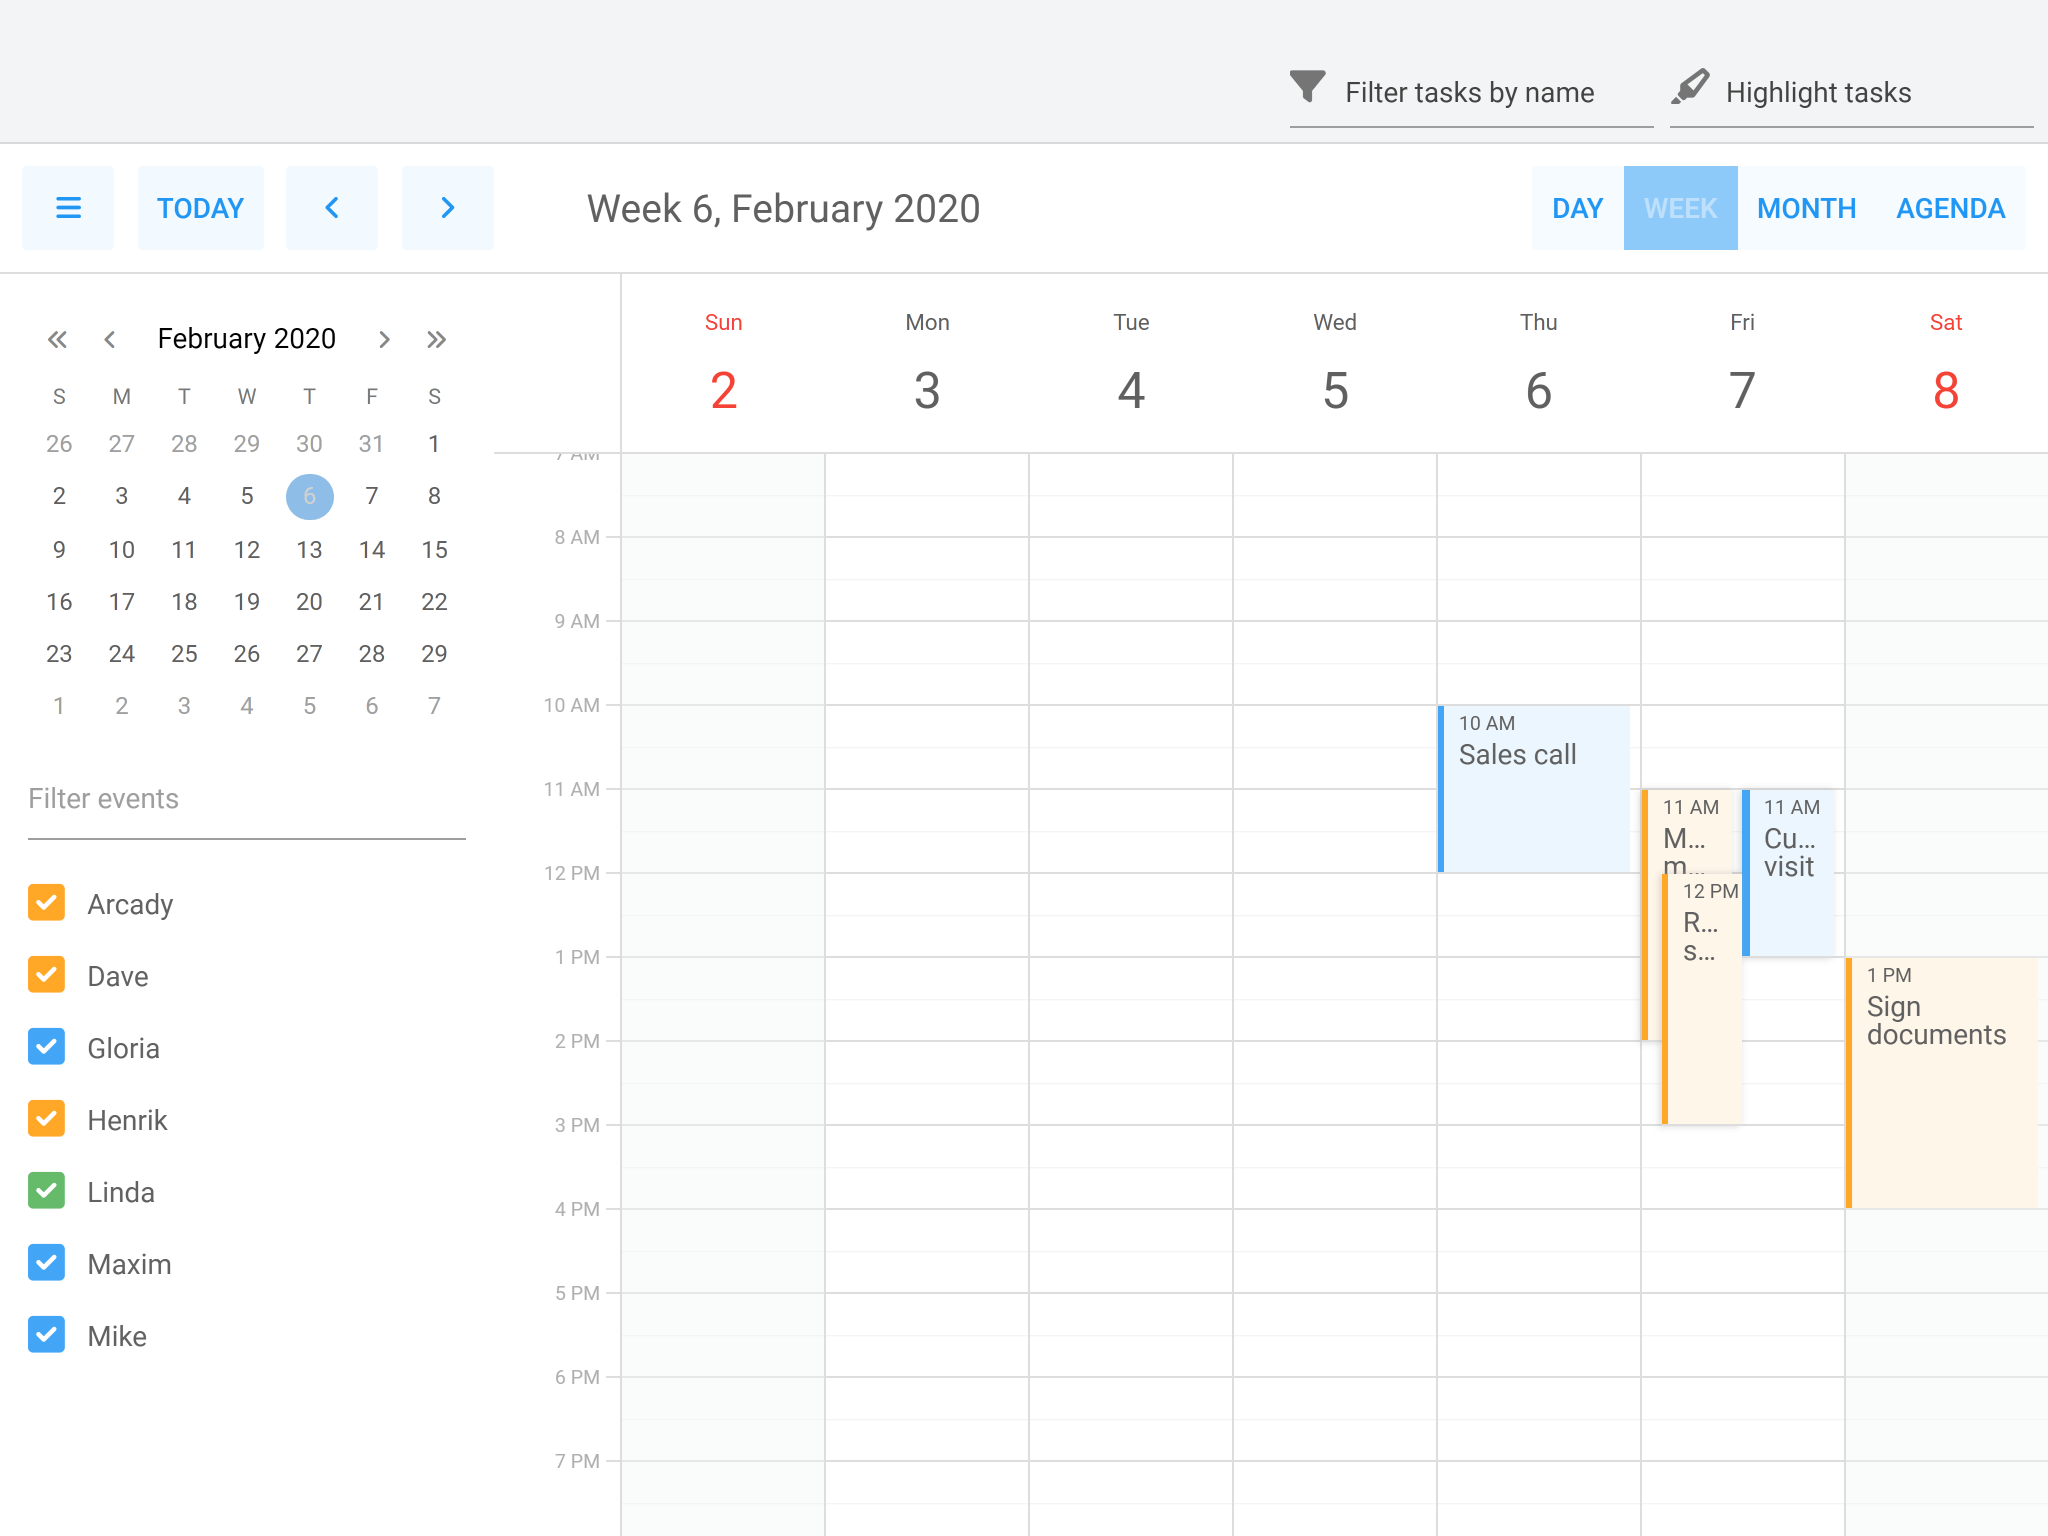 Filter tasks by name
Highlight tasks
TODAY
Week 6, February 2020
DAY
WEEK
MONTH
AGENDA
February 2020
S M T W T F S
26 27 28 29 30 31 1
2 3 4 5 6 7 8
9 10 11 12 13 14 15
16 17 18 19 20 21 22
23 24 25 26 27 28 29
1 2 3 4 5 6 7
Filter events
Arcady
Dave
Gloria
Henrik
Linda
Maxim
Mike
Sun Mon Tue Wed Thu Fri Sat
2 3 4 5 6 7 8
7 AM
8 AM
9 AM
10 AM
11 AM
12 PM
1 PM
2 PM
3 PM
4 PM
5 PM
6 PM
7 PM
10 AM
Sales call
11 AM
M...
m...
12 PM
R...
s...
11 AM
Cu...
visit
1 PM
Sign
documents